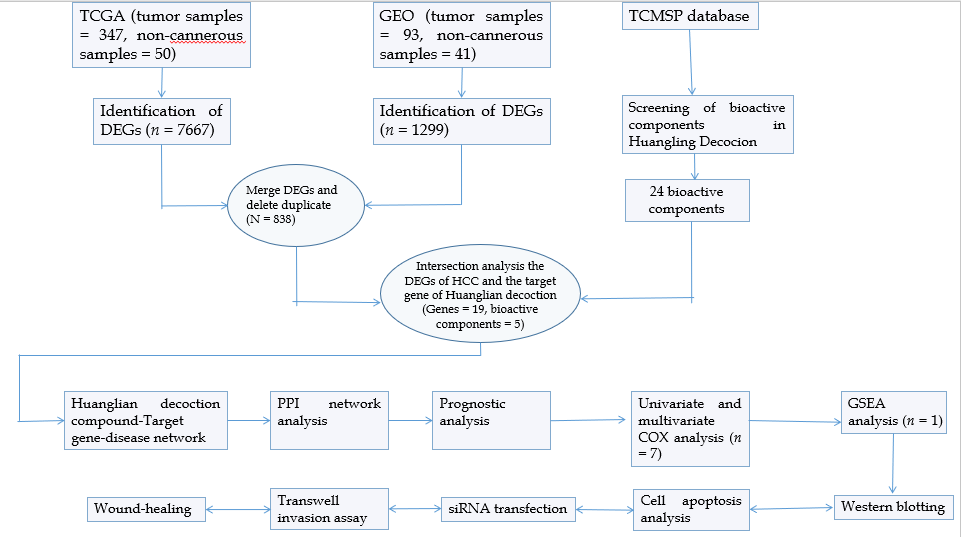 TCGA (tumor samples
= 347, non-cannerous
samples = 50)
GEO (tumor samples
= 93, non-cannerous
samples = 41)
TCMSP database
Identification of
DEGs (n = 7667)
Identification of DEGs
(n = 1299)
Screening of bioactive
components in
Huangling Decocion
Merge DEGs and
delete duplicate
(N = 838)
24 bioactive
components
Intersection analysis the
DEGs of HCC and the target
gene of Huanglian decoction
(Genes = 19, bioactive
components = 5)
Huanglian decoction
compound-Target
gene-disease network
PPI network
analysis
Prognostic
analysis
Univariate and
multivariate
COX analysis (n
= 7)
GSEA
analysis (n = 1)
Wound-healing
Transwell
invasion assay
siRNA transfection
Cell apoptosis
analysis
Western blotting